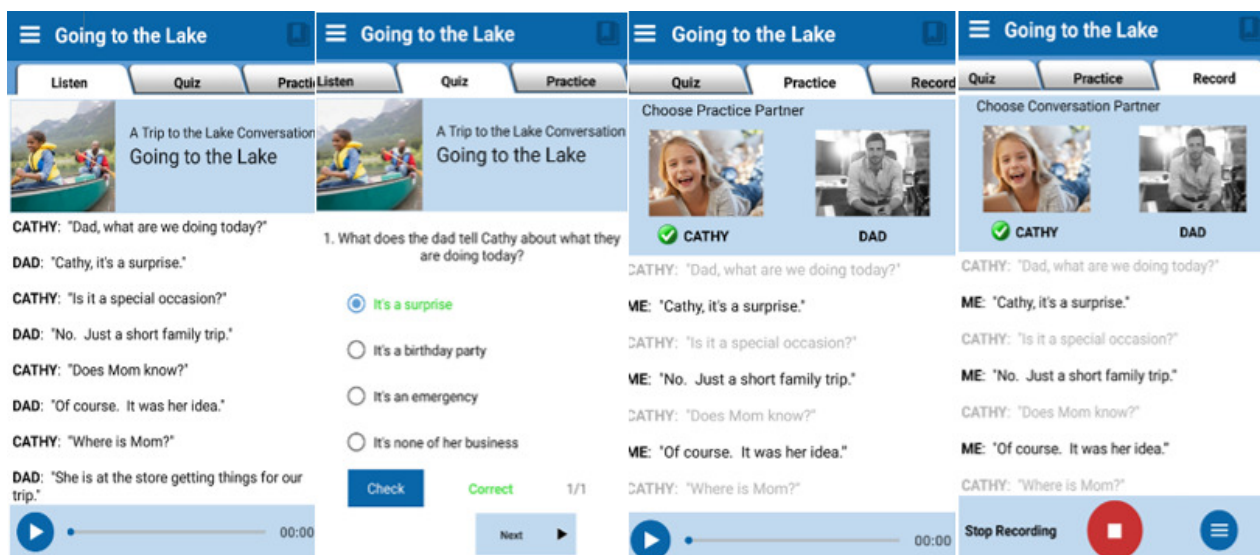 Going to the Lake
Listen
Quiz
Practi
A Trip to the Lake Conversation
Going to the Lake
CATHY: "Dad, what are we doing today?"
DAD: "Cathy, it's a surprise."
CATHY: "Is it a special occasion?"
DAD: "No. Just a short family trip."
CATHY: "Does Mom know?"
DAD: "Of course. It was her idea."
CATHY: "Where is Mom?"
DAD: "She is at the store getting things for our
trip."
00:00
Going to the Lake
Listen
Quiz
Practice
A Trip to the Lake Conversation
Going to the Lake
1. What does the dad tell Cathy about what they
are doing today?
It's a surprise
It's a birthday party
It's an emergency
It's none of her business
Check
Correct
1/1
Next
Going to the Lake
Quiz
Practice
Record
Choose Practice Partner
CATHY
DAD
CATHY: "Dad, what are we doing today?"
ME: "Cathy, it's a surprise."
CATHY: "Is it a special occasion?"
ME: "No. Just a short family trip."
CATHY: "Does Mom know?"
ME: "Of course. It was her idea."
CATHY: "Where is Mom?"
00:00
Going to the Lake
Quiz
Practice
Record
Choose Conversation Partner
CATHY
DAD
CATHY: "Dad, what are we doing today?"
ME: "Cathy, it's a surprise."
CATHY: "Is it a special occasion?"
ME: "No. Just a short family trip."
CATHY: "Does Mom know?"
ME: "Of course. It was her idea."
CATHY: "Where is Mom?"
Stop Recording